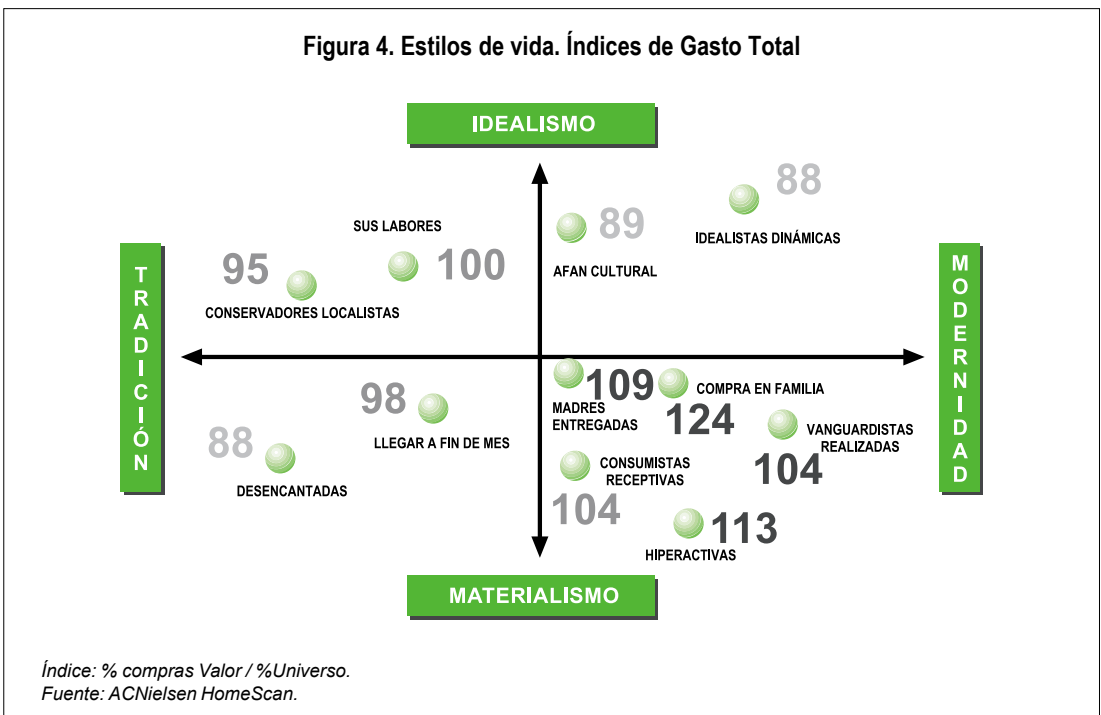 Figura 4. Estilos de vida. Índices de Gasto Total
IDEALISMO
88
89
SUS LABORES
IDEALISTAS DINÁMICAS
100
AFAN CULTURAL
95
CONSERVADORES LOCALISTAS
TRADICIÓN
MODERNIDAD
109
MADRES
ENTREGADAS
COMPRA EN FAMILIA
124
98
LLEGAR A FIN DE MES
VANGUARDISTAS
REALIZADAS
104
88
DESENCANTADAS
CONSUMISTAS
RECEPTIVAS
104
113
HIPERACTIVAS
MATERIALISMO
Índice: % compras Valor / %Universo.
Fuente: ACNielsen HomeScan.